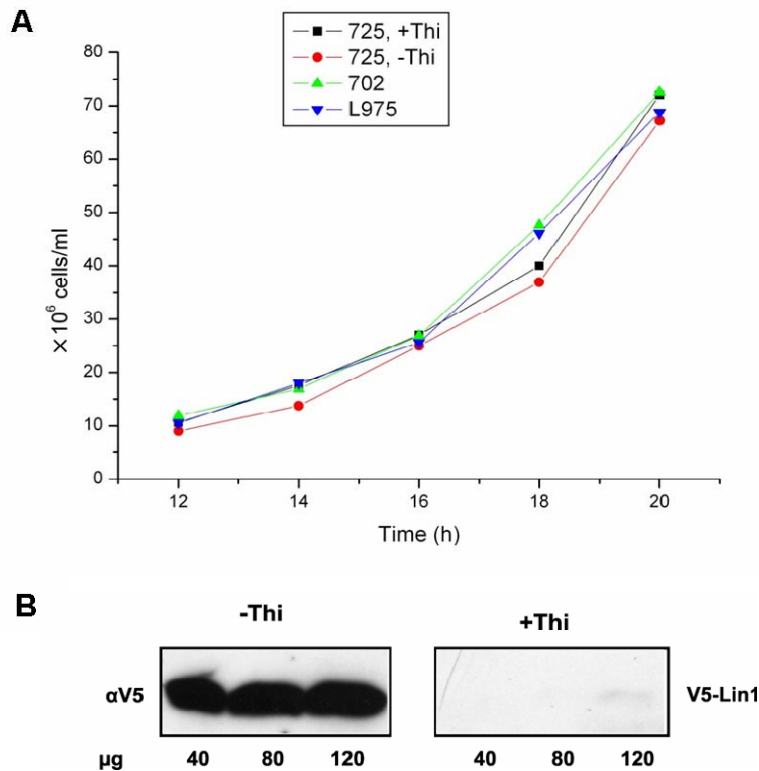 A
725, +Thi
725, -Thi
702
L975
80
70
60
50
40
30
20
10
0
×10⁶ cells/ml
12 14 16 18 20
Time (h)
B
-Thi +Thi
αV5 V5-Lin1
μg 40 80 120 40 80 120